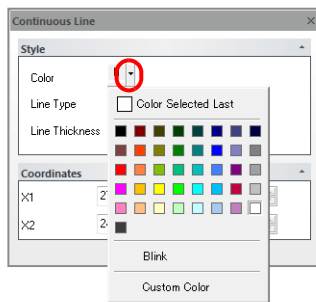 Continuous Line
Style
Color
Color Selected Last
Line Type
Line Thickness
Coordinates
X1
X2
Blink
Custom Color